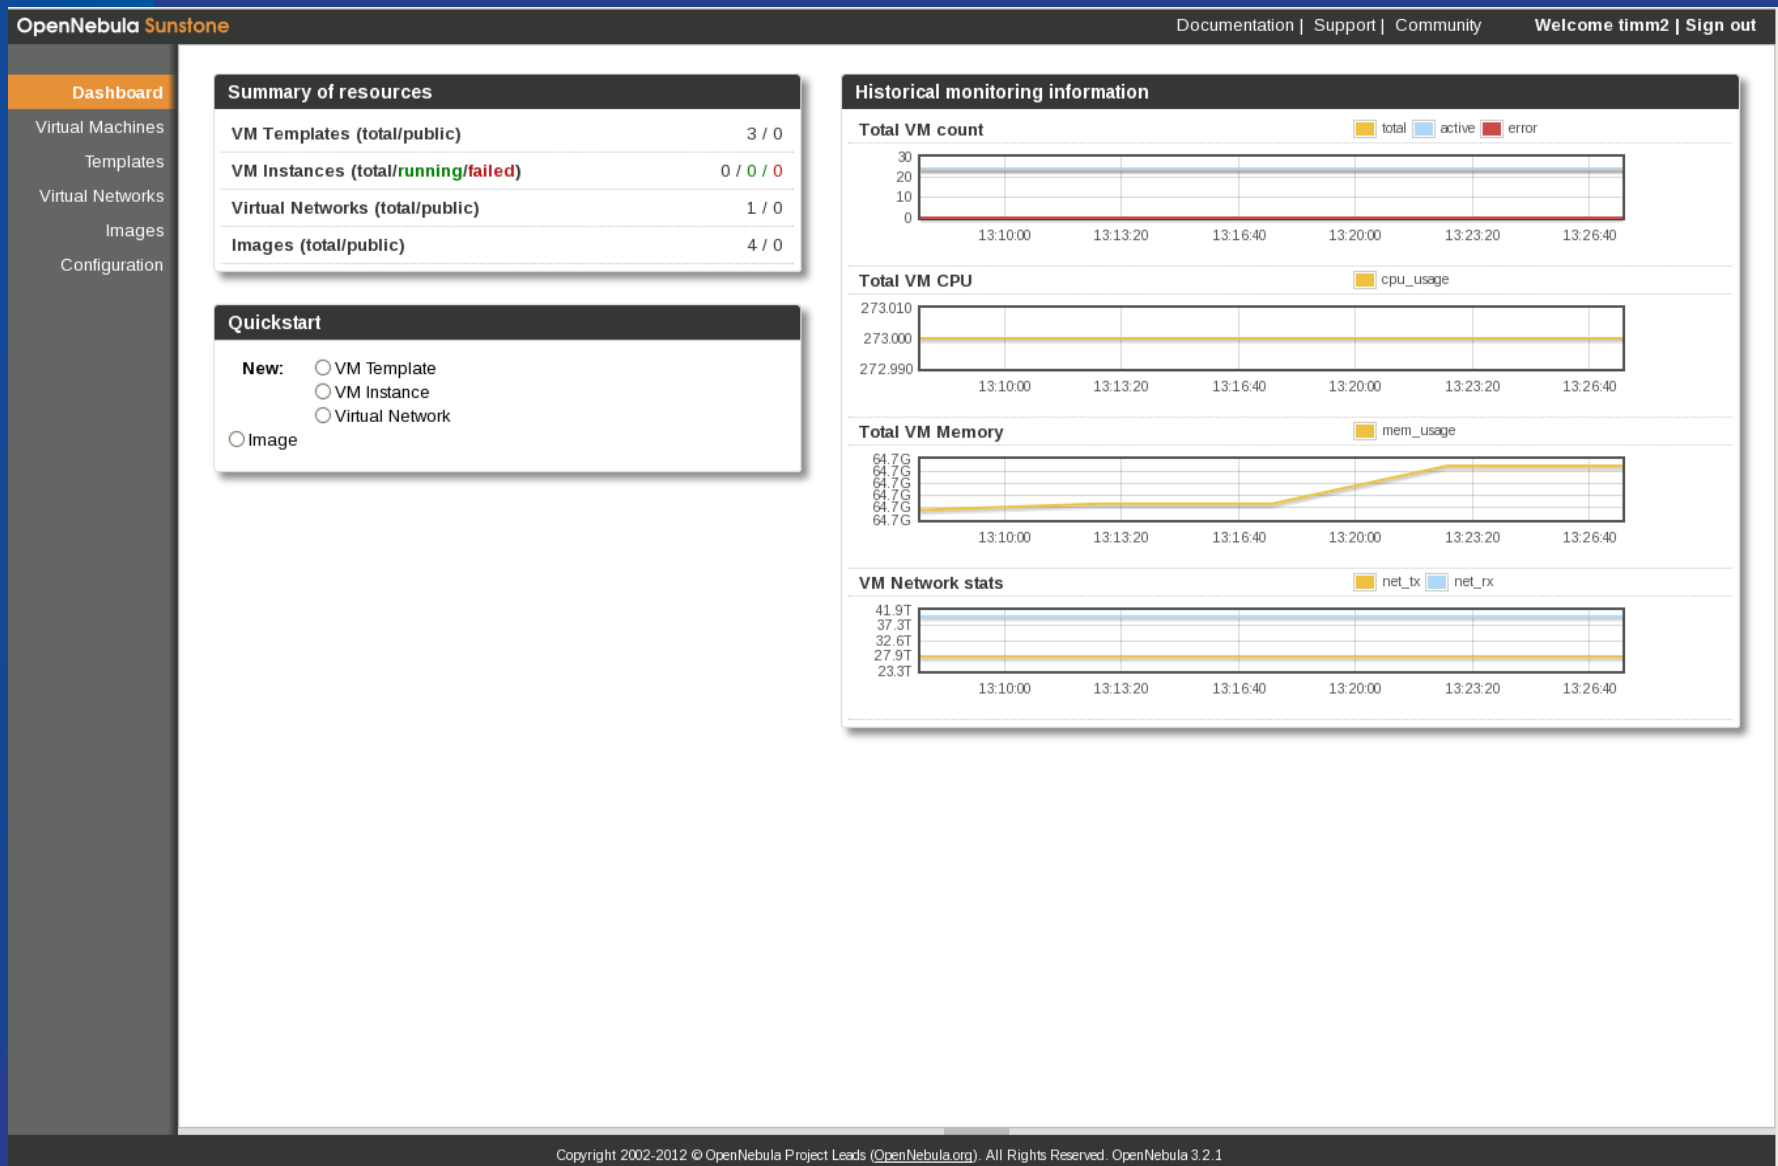 OpenNebula Sunstone
Documentation | Support | Community Welcome timm2 | Sign out
Dashboard
Virtual Machines
Templates
Virtual Networks
Images
Configuration
Summary of resources
VM Templates (total/public) 3 / 0
VM Instances (total/running/failed) 0 / 0 / 0
Virtual Networks (total/public) 1 / 0
Images (total/public) 4 / 0
Quickstart
New: VM Template
VM Instance
Virtual Network
Image
Historical monitoring information
Total VM count total active error
30
20
10
0
13:10:00 13:13:20 13:16:40 13:20:00 13:23:20 13:26:40
Total VM CPU cpu_usage
273.010
273.000
272.990
13:10:00 13:13:20 13:16:40 13:20:00 13:23:20 13:26:40
Total VM Memory mem_usage
64.7G
64.7G
64.7G
64.7G
64.7G
64.7G
13:10:00 13:13:20 13:16:40 13:20:00 13:23:20 13:26:40
VM Network stats net_tx net_rx
41.9T
37.3T
32.6T
27.9T
23.3T
13:10:00 13:13:20 13:16:40 13:20:00 13:23:20 13:26:40
Copyright 2002-2012 © OpenNebula Project Leads (OpenNebula.org). All Rights Reserved. OpenNebula 3.2.1